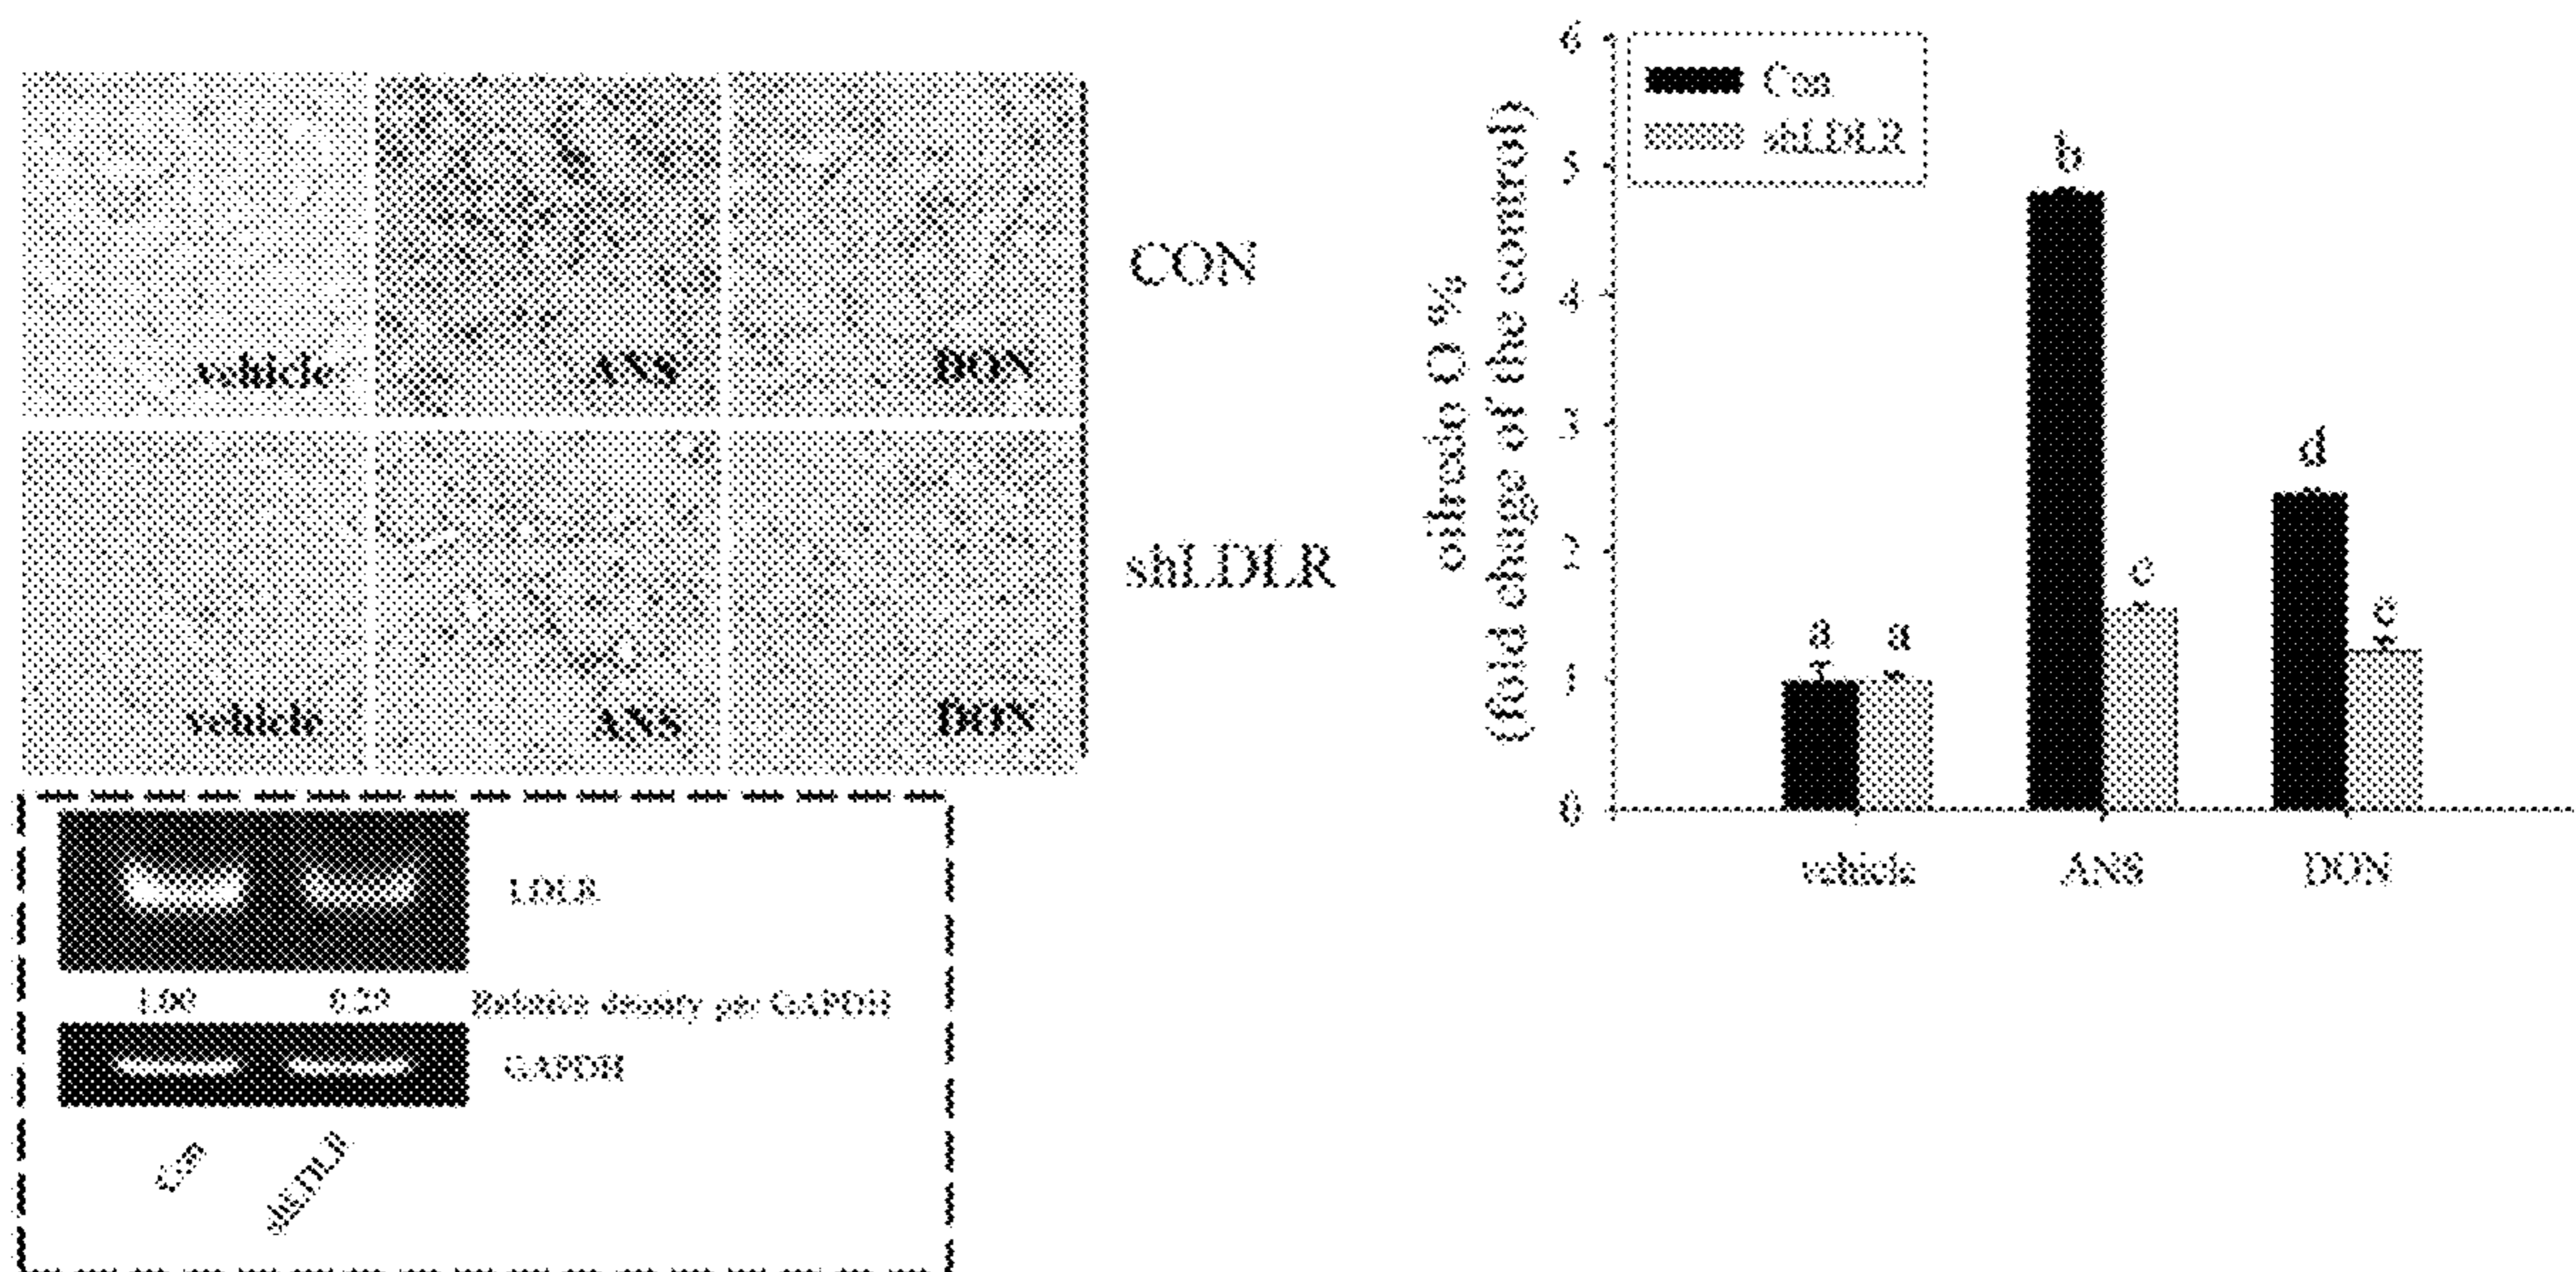 vehicle
ANS
DON
CON
vehicle
ANS
DON
shLDLR
LDLR
1.00
0.29
Relative density per GAPDH
GAPDH
Con
shLDLR
oilredo O %
(fold change of the control)
6
5
4
3
2
1
0
Con
shLDLR
a
a
b
c
d
c
vehicle
ANS
DON